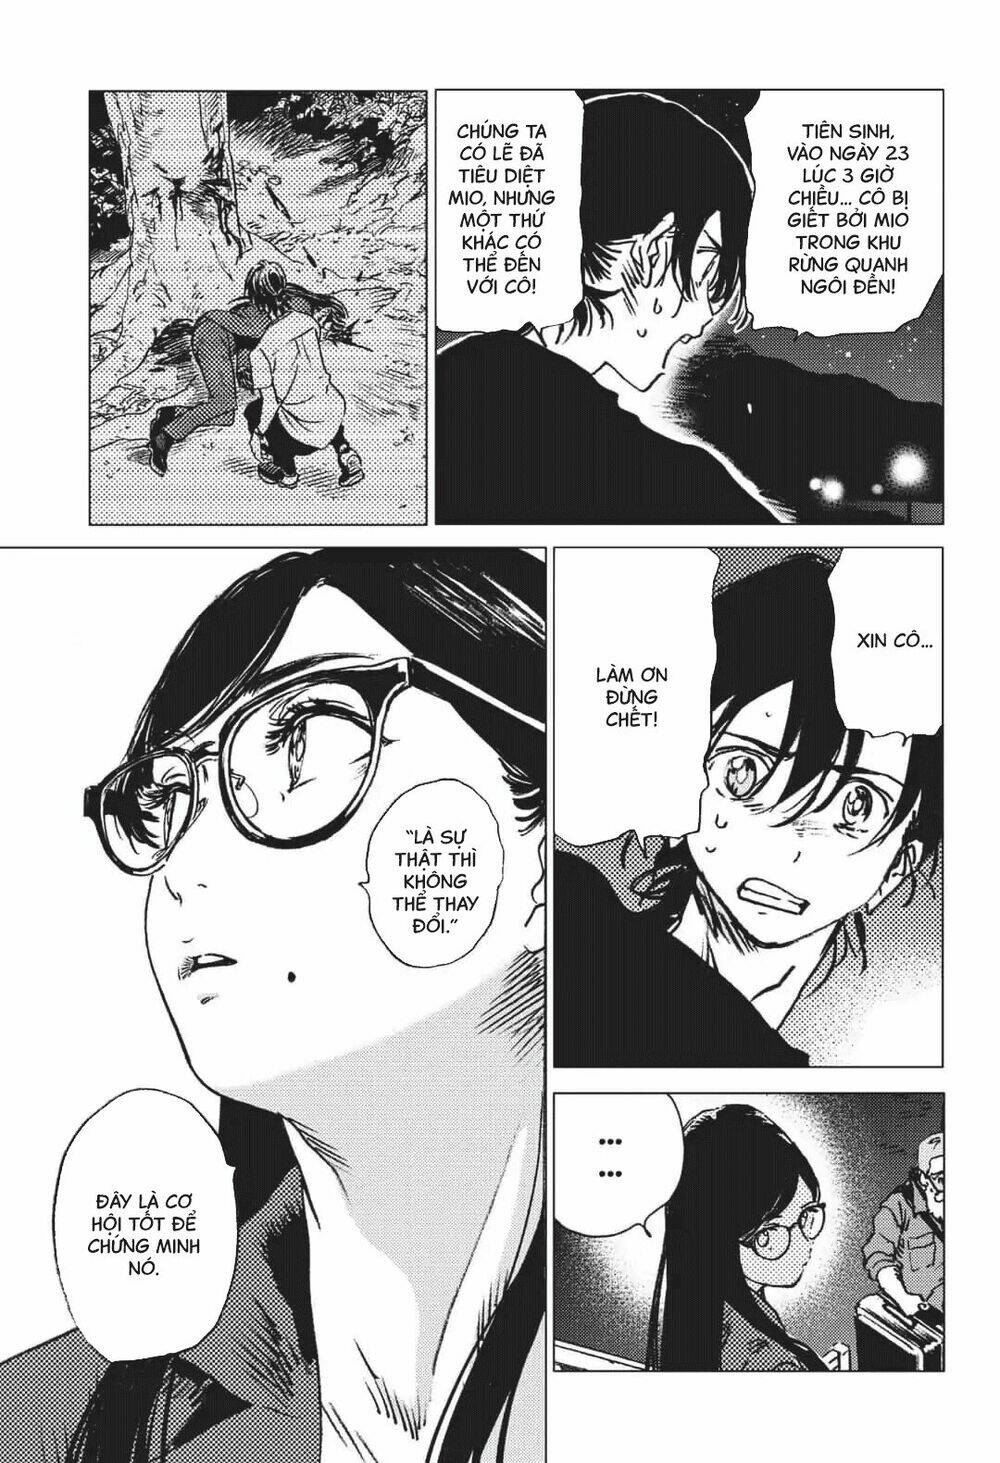 TIÊN SINH,
VÀO NGÀY 23
LÚC 3 GIỜ
CHIỀU... CÔ BỊ
GIẾT BỞI MIO
TRONG KHU
RỪNG QUANH
NGÔI ĐỀN!
CHÚNG TA
CÓ LẼ ĐÃ
TIÊU DIỆT
MIO, NHƯNG
MỘT THỨ
KHÁC CÓ
THỂ ĐẾN
VỚI CÔ!
XIN CÔ...
LÀM ƠN
ĐỪNG
CHẾT!
...
...
“LÀ SỰ
THẬT THÌ
KHÔNG
THỂ THAY
ĐỔI.”
ĐÂY LÀ CƠ
HỘI TỐT ĐỂ
CHỨNG MINH
NÓ.